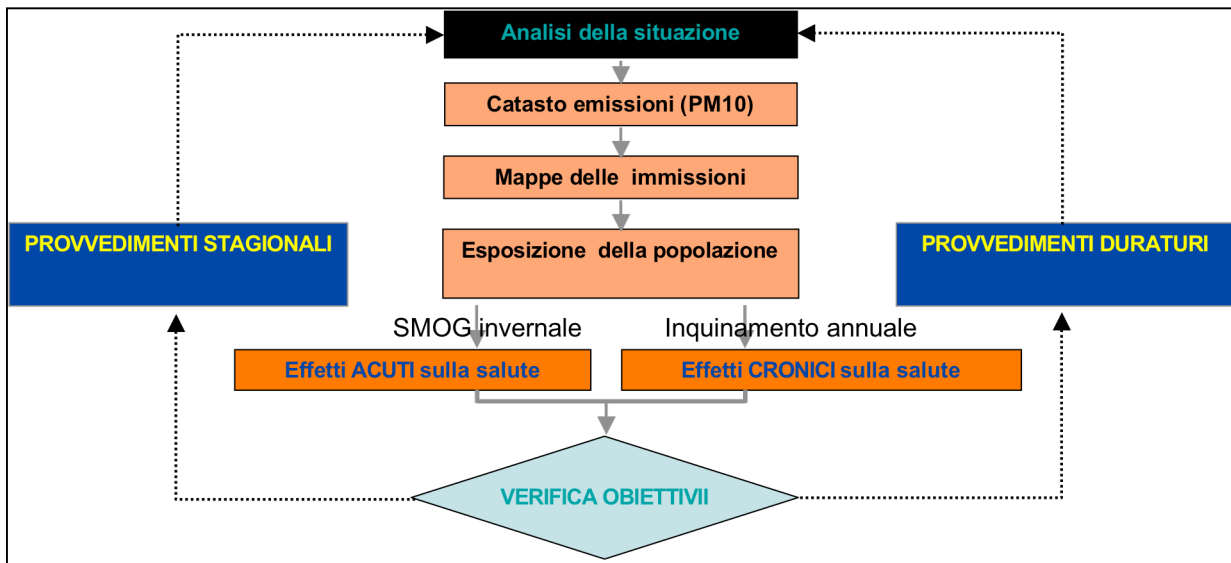 Analisi della situazione
Catasto emissioni (PM10)
Mappe delle immissioni
PROVVEDIMENTI STAGIONALI
Esposizione della popolazione
PROVVEDIMENTI DURATURI
SMOG invernale
Inquinamento annuale
Effetti ACUTI sulla salute
Effetti CRONICI sulla salute
VERIFICA OBIETTIVII